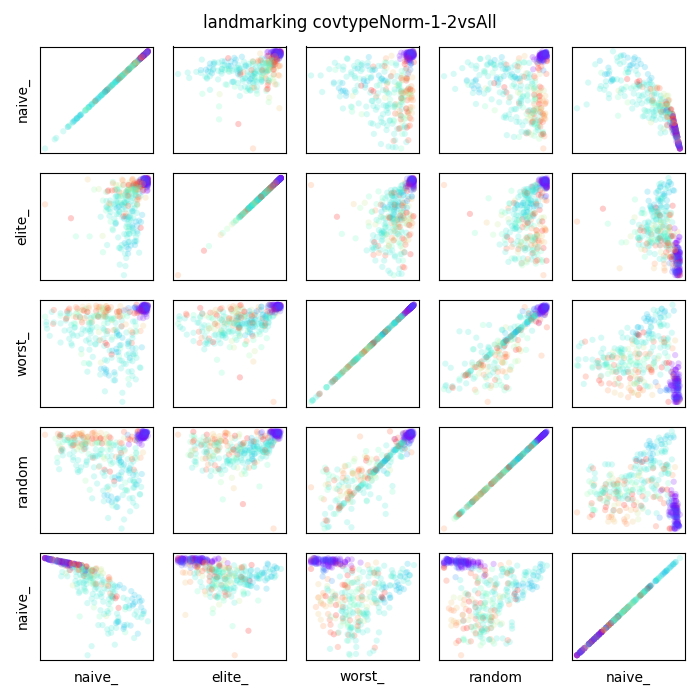 landmarking covtypeNorm-1-2vsAll
naive_
elite_
worst_
random
naive_
naive_
elite_
worst_
random
naive_